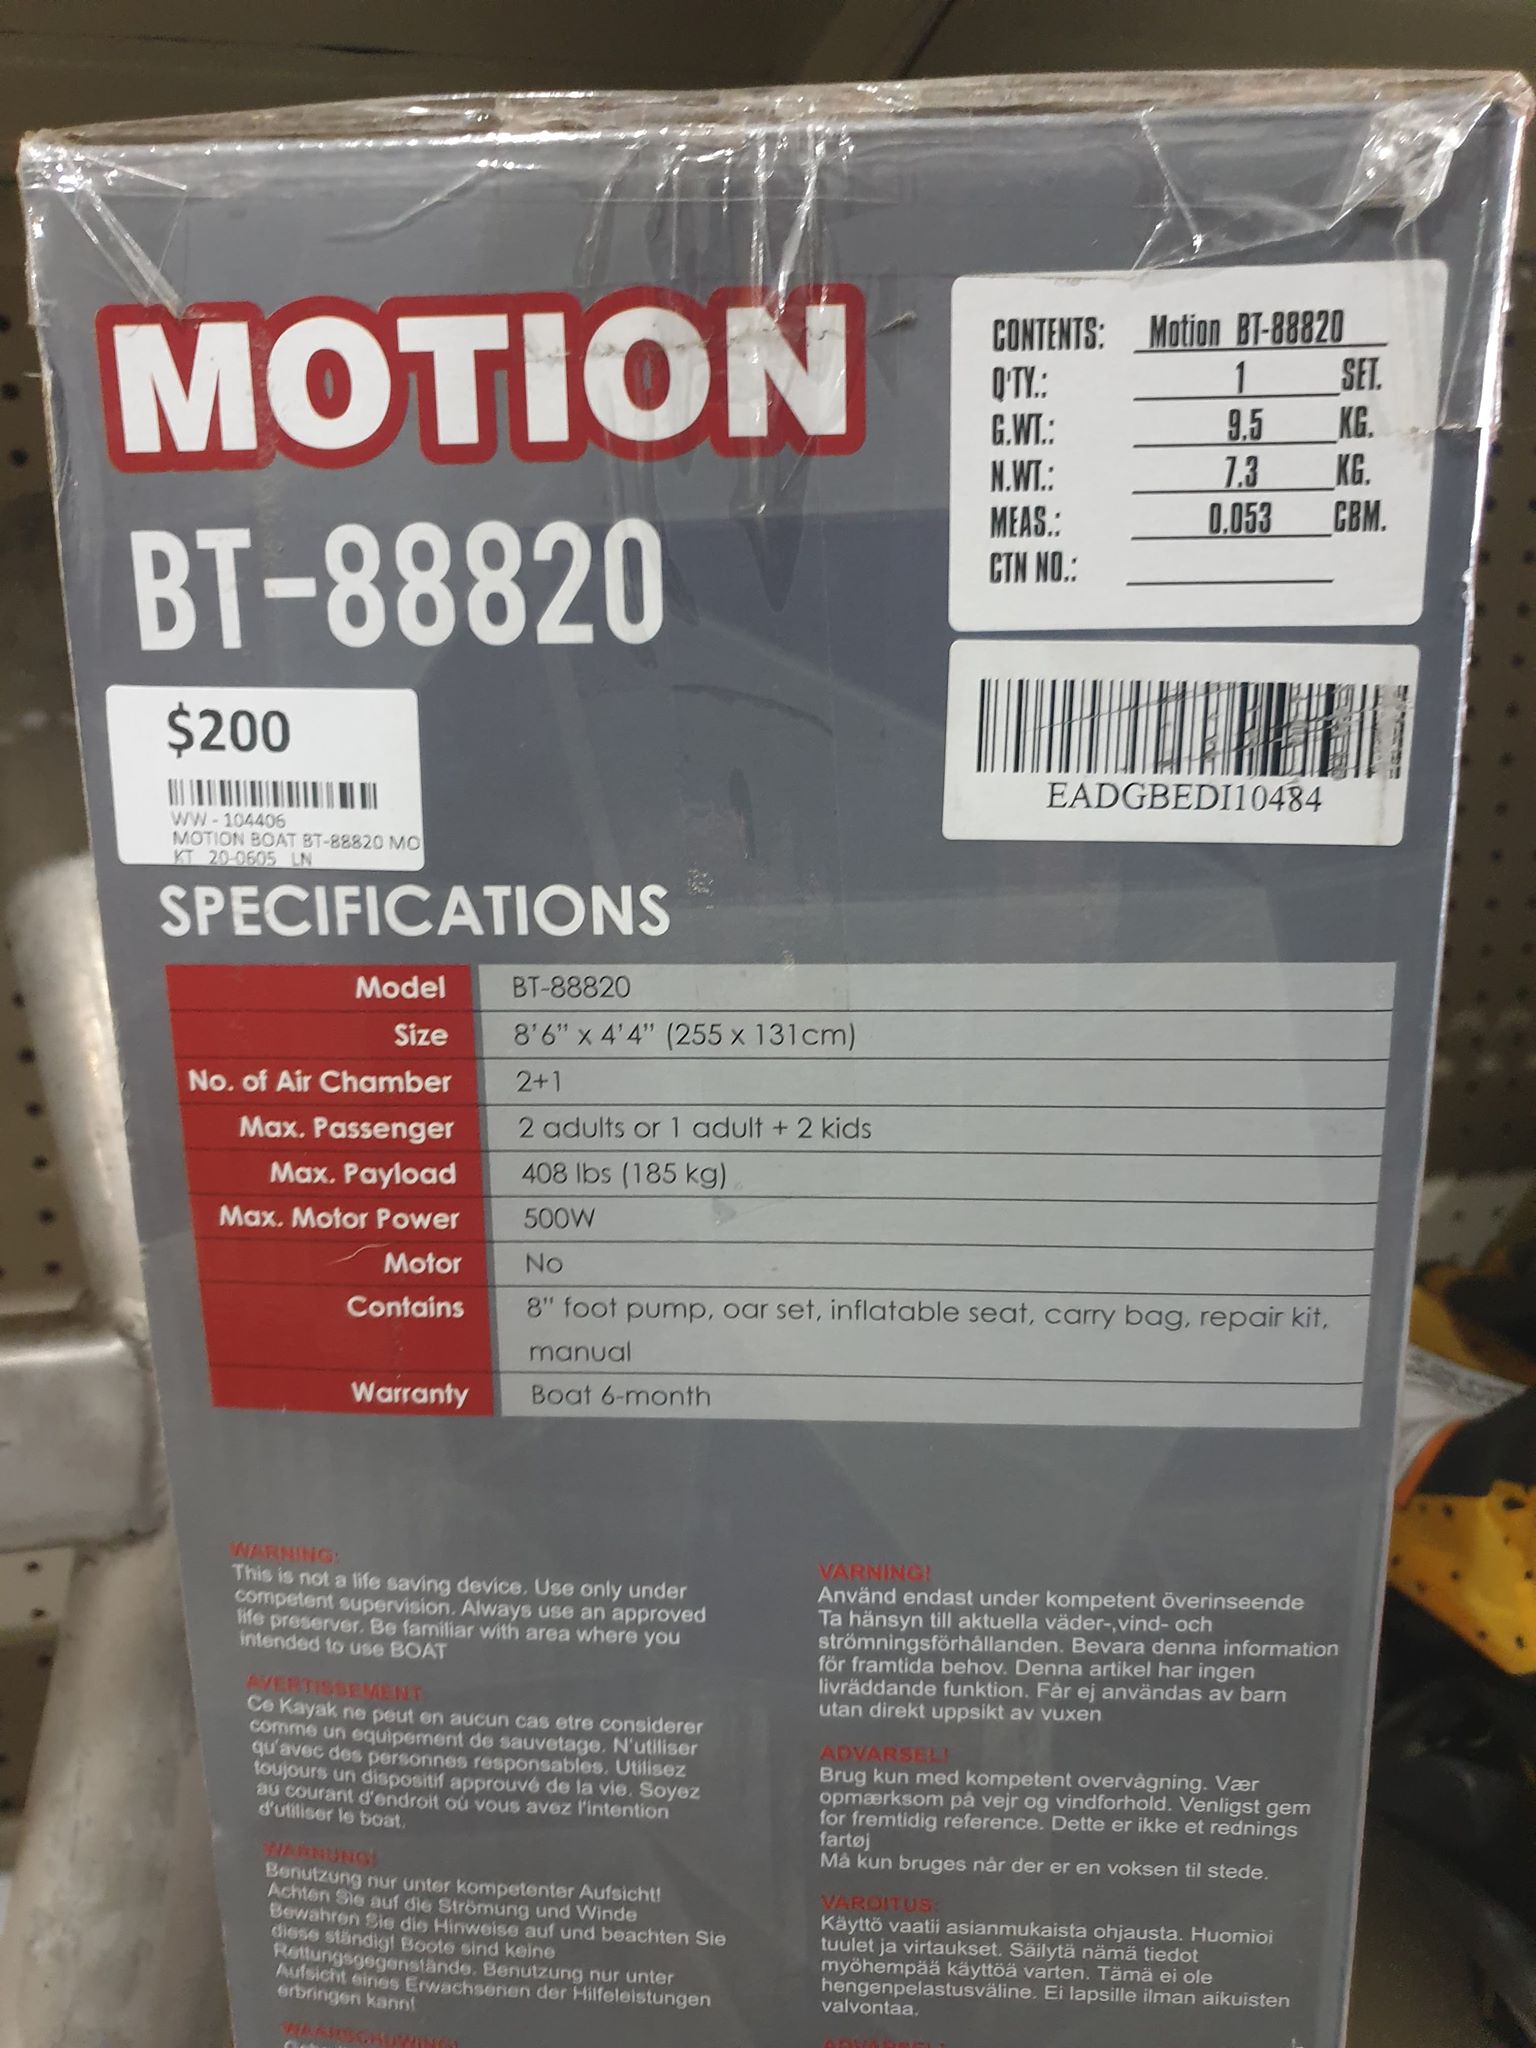 MOTION
BT-88820
CONTENTS: Motion BT-88820
Q'TY.: 1 SET.
G.WT.: 9.5 KG.
N.WT.: 7.3 KG.
MEAS.: 0.053 CBM.
CTN NO.:
EADGBEDI10484
$200
WW - 104406
MOTION BOAT BT-88820 MO
KT 20-0605 LN
SPECIFICATIONS
Model BT-88820
Size 8'6" x 4'4" (255 x 131cm)
No. of Air Chamber 2+1
Max. Passenger 2 adults or 1 adult + 2 kids
Max. Payload 408 lbs (185 kg)
Max. Motor Power 500W
Motor No
Contains 8" foot pump, oar set, inflatable seat, carry bag, repair kit,
manual
Warranty Boat 6-month
WARNING:
This is not a life saving device. Use only under
competent supervision. Always use an approved
life preserver. Be familiar with area where you
intended to use BOAT
AVERTISSEMENT
Ce Kayak ne peut en aucun cas etre considerer
comme un equipement de sauvetage. N'utiliser
qu'avec des personnes responsables. Utilisez
toujours un dispositif approuvé de la vie. Soyez
au courant d'endroit où vous avez l'intention
d'utiliser le boat.
WARNUNG!
Benutzung nur unter kompetenter Aufsicht!
Achten Sie auf die Strömung und Winde
Bewahren Sie die Hinweise auf und beachten Sie
diese ständig! Boote sind keine
Rettungsgegenstände. Benutzung nur unter
Aufsicht eines Erwachsenen der Hilfeleistungen
erbringen kann!
WAARSCHUWING!
VARNING!
Använd endast under kompetent överinseende
Ta hänsyn till aktuella väder-,vind- och
strömningsförhållanden. Bevara denna information
för framtida behov. Denna artikel har ingen
livräddande funktion. Får ej användas av barn
utan direkt uppsikt av vuxen
ADVARSEL!
Brug kun med kompetent overvågning. Vær
opmærksom på vejr og vindforhold. Venligst gem
for fremtidig reference. Dette er ikke et rednings
fartøj
Må kun bruges når der er en voksen til stede.
VAROITUS:
Käyttö vaatii asianmukaista ohjausta. Huomioi
tuulet ja virtaukset. Säilytä nämä tiedot
myöhempää käyttöä varten. Tämä ei ole
hengenpelastusväline. Ei lapsille ilman aikuisten
valvontaa.
ADVARSEL!